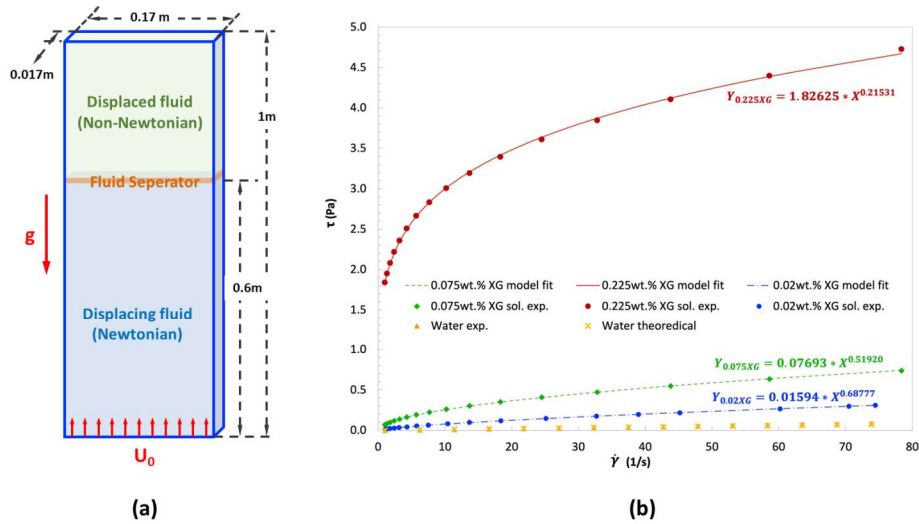 0.17 m
0.017m
Displaced fluid
(Non-Newtonian)
1m
Fluid Seperator
g
0.6m
Displacing fluid
(Newtonian)
U₀
(a)
5.0
4.5
4.0
3.5
3.0
2.5
2.0
1.5
1.0
0.5
0.0
τ (Pa)
Y₀.₂₂₅XG = 1.82625 * X^0.21531
0.075wt.% XG model fit
0.225wt.% XG model fit
0.02wt.% XG model fit
0.075wt.% XG sol. exp.
0.225wt.% XG sol. exp.
0.02wt.% XG sol. exp.
Water exp.
Water theoredical
Y₀.₀₇₅XG = 0.07693 * X^0.51920
Y₀.₀₂XG = 0.01594 * X^0.68777
0 10 20 30 40 50 60 70 80
γ̇ (1/s)
(b)